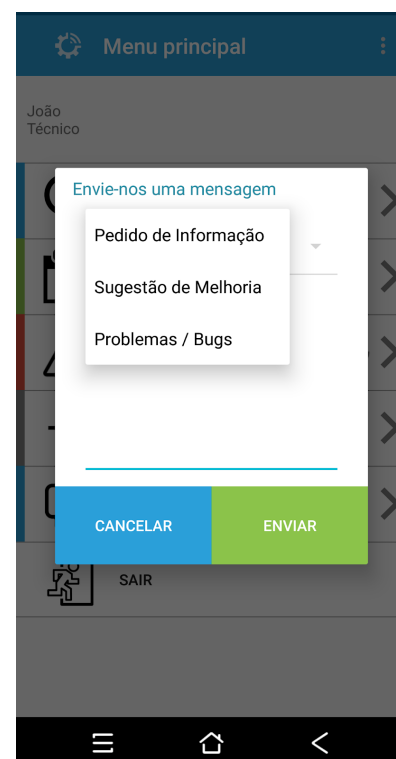 Menu principal
João
Técnico
Envie-nos uma mensagem
Pedido de Informação
Sugestão de Melhoria
Problemas / Bugs
CANCELAR
ENVIAR
SAIR